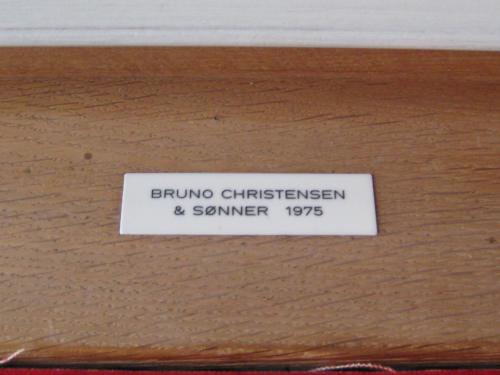 BRUNO CHRISTENSEN
& SØNNER 1975